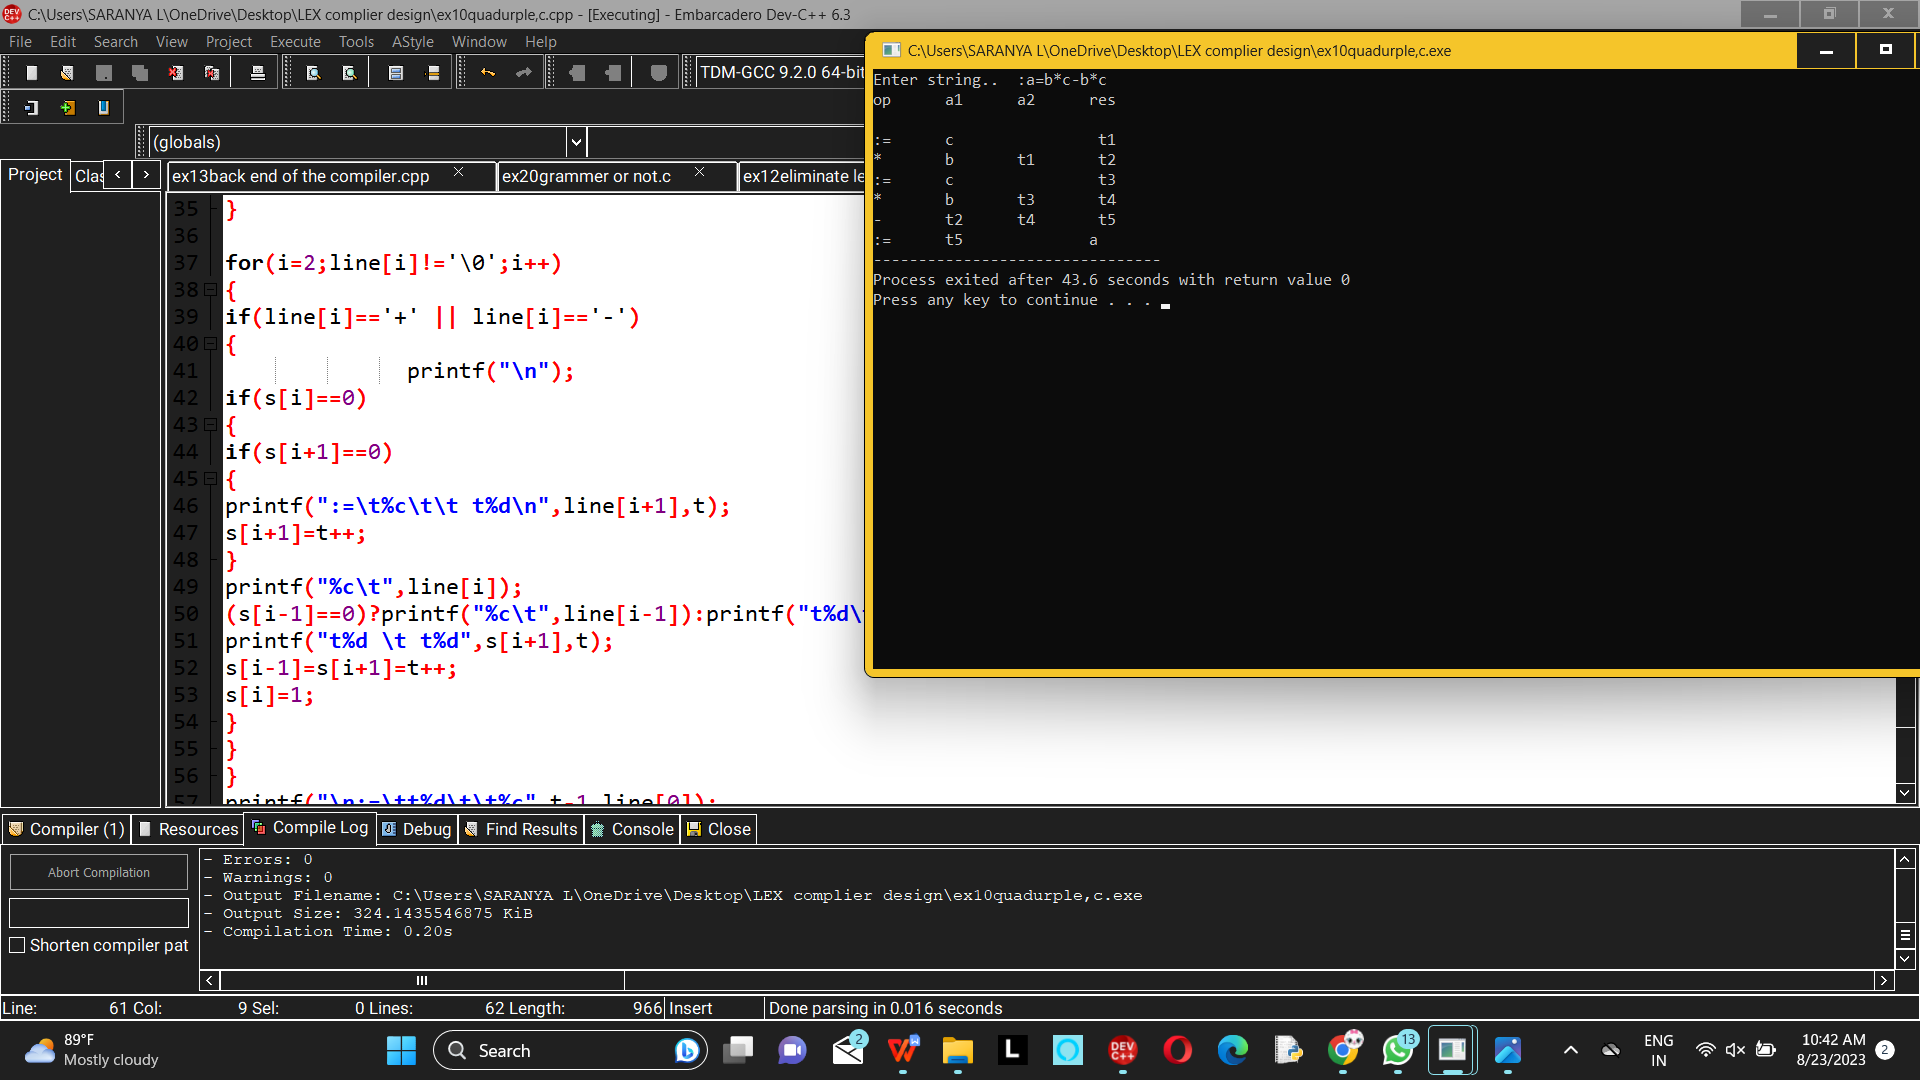 C:\Users\SARANYA L\OneDrive\Desktop\LEX complier design\ex10quadurple,c.cpp - [Executing] - Embarcadero Dev-C++ 6.3
File Edit Search View Project Execute Tools AStyle Window Help
TDM-GCC 9.2.0 64-bit
(globals)
Project Clas
ex13back end of the compiler.cpp ex20grammer or not.c ex12eliminate le
35 }
36
37 for(i=2;line[i]!='\0';i++)
38 {
39 if(line[i]=='+' || line[i]=='-')
40 {
41 printf("\n");
42 if(s[i]==0)
43 {
44 if(s[i+1]==0)
45 {
46 printf(":=\t%c\t\t t%d\n",line[i+1],t);
47 s[i+1]=t++;
48 }
49 printf("%c\t",line[i]);
50 (s[i-1]==0)?printf("%c\t",line[i-1]):printf("t%d\t
51 printf("t%d \t t%d",s[i+1],t);
52 s[i-1]=s[i+1]=t++;
53 s[i]=1;
54 }
55 }
56 }
57 printf("\n:=\tt%d\t\t%c",t-1,line[0]);
C:\Users\SARANYA L\OneDrive\Desktop\LEX complier design\ex10quadurple,c.exe
Enter string..  :a=b*c-b*c
op a1 a2 res
:= c t1
* b t1 t2
:= c t3
* b t3 t4
- t2 t4 t5
:= t5 a
--------------------------------
Process exited after 43.6 seconds with return value 0
Press any key to continue . . .
Compiler (1) Resources Compile Log Debug Find Results Console Close
Abort Compilation
Shorten compiler pat
- Errors: 0
- Warnings: 0
- Output Filename: C:\Users\SARANYA L\OneDrive\Desktop\LEX complier design\ex10quadurple,c.exe
- Output Size: 324.1435546875 KiB
- Compilation Time: 0.20s
Line: 61 Col: 9 Sel: 0 Lines: 62 Length: 966 Insert Done parsing in 0.016 seconds
89°F
Mostly cloudy
Search
2
13
ENG
IN
10:42 AM
8/23/2023
2